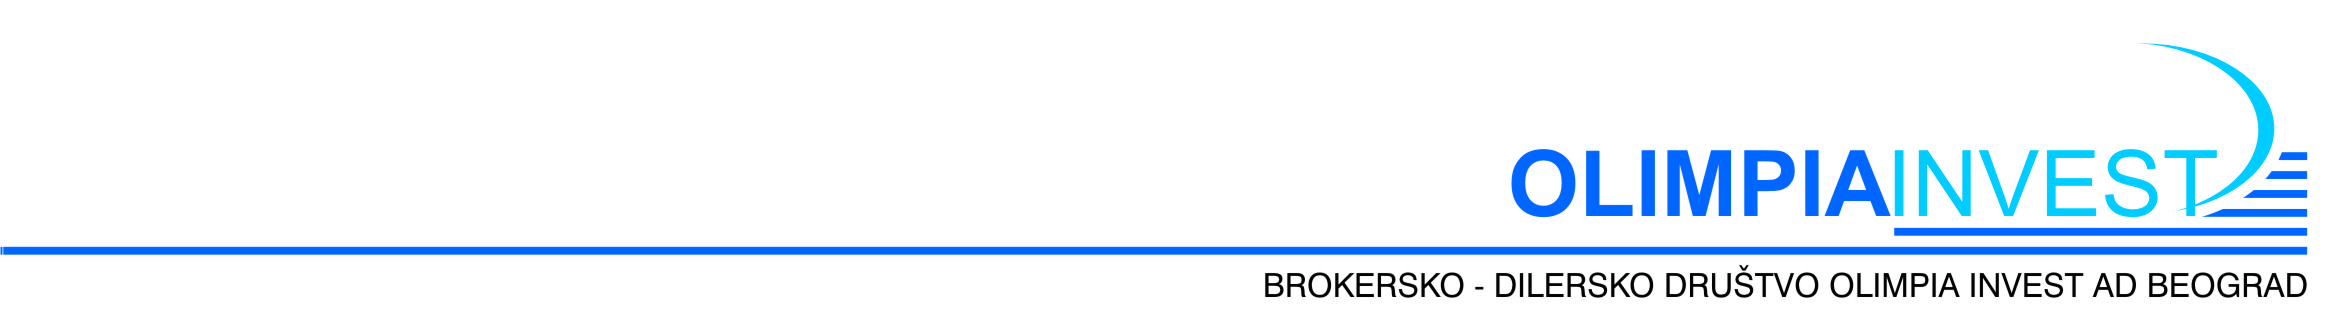 OLIMPIAINVEST
BROKERSKO - DILERSKO DRUŠTVO OLIMPIA INVEST AD BEOGRAD